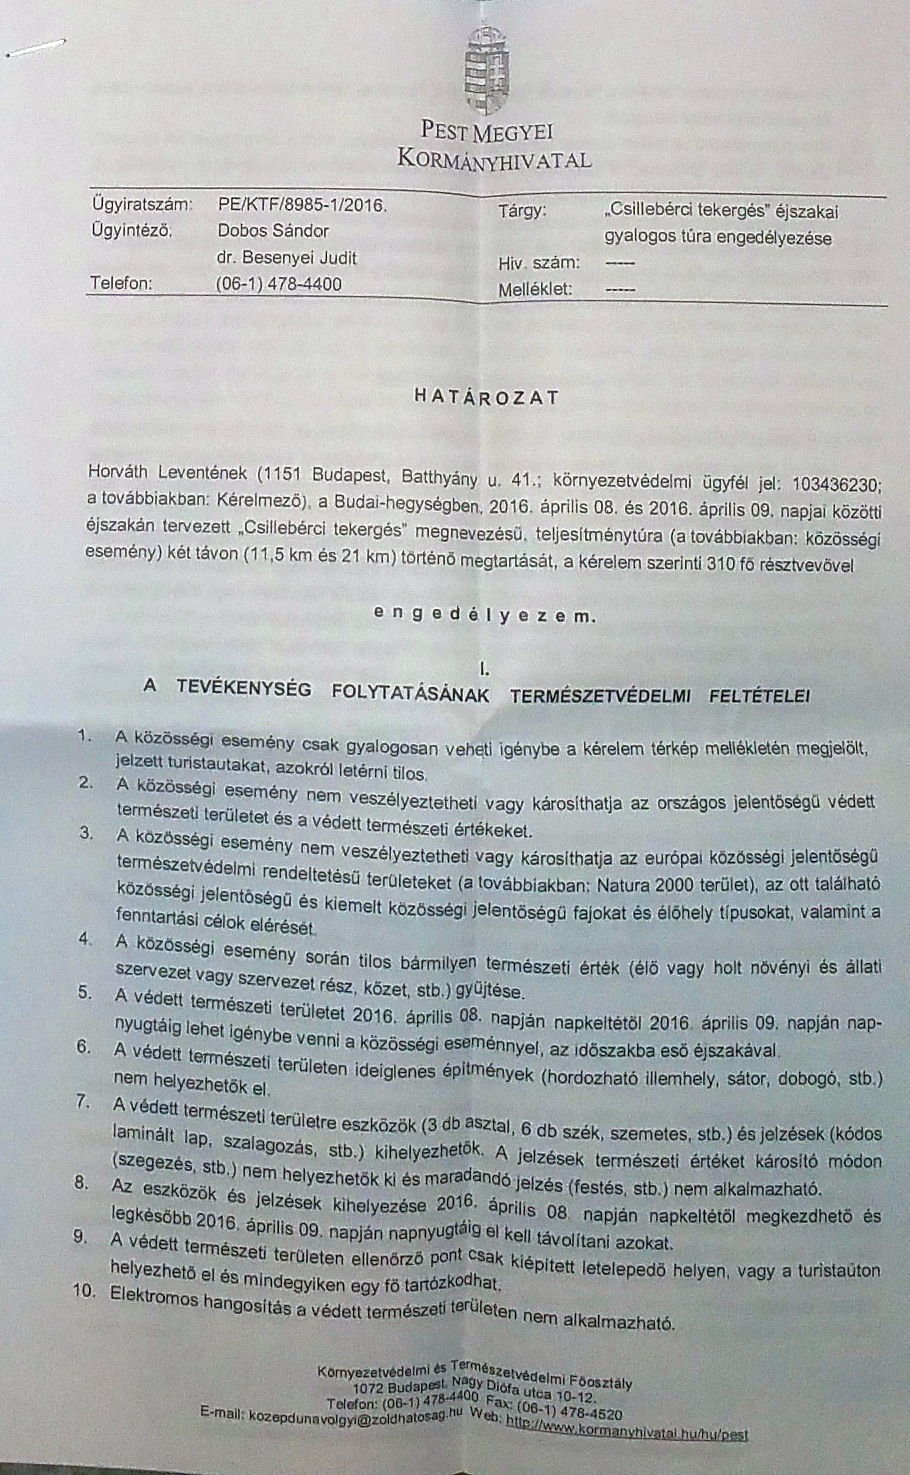 PEST MEGYEI
KORMÁNYHIVATAL
Ügyiratszám: PE/KTF/8985-1/2016.
Ügyintéző: Dobos Sándor
dr. Besenyei Judit
Telefon: (06-1) 478-4400
Tárgy: „Csillebérci tekergés” éjszakai
gyalogos túra engedélyezése
Hiv. szám: -----
Melléklet: -----
HATÁROZAT
Horváth Leventének (1151 Budapest, Batthyány u. 41.; környezetvédelmi ügyfél jel: 103436230;
a továbbiakban: Kérelmező), a Budai-hegységben, 2016. április 08. és 2016. április 09. napjai közötti
éjszakán tervezett „Csillebérci tekergés” megnevezésű, teljesítménytúra (a továbbiakban: közösségi
esemény) két távon (11,5 km és 21 km) történő megtartását, a kérelem szerinti 310 fő résztvevővel
engedélyezem.
I.
A TEVÉKENYSÉG FOLYTATÁSÁNAK TERMÉSZETVÉDELMI FELTÉTELEI
1. A közösségi esemény csak gyalogosan veheti igénybe a kérelem térkép mellékletén megjelölt,
jelzett turistautakat, azokról letérni tilos.
2. A közösségi esemény nem veszélyeztetheti vagy károsíthatja az országos jelentőségű védett
természeti területet és a védett természeti értékeket.
3. A közösségi esemény nem veszélyeztetheti vagy károsíthatja az európai közösségi jelentőségű
természetvédelmi rendeltetésű területeket (a továbbiakban: Natura 2000 terület), az ott található
közösségi jelentőségű és kiemelt közösségi jelentőségű fajokat és élőhely típusokat, valamint a
fenntartási célok elérését.
4. A közösségi esemény során tilos bármilyen természeti érték (élő vagy holt növényi és állati
szervezet vagy szervezet rész, kőzet, stb.) gyűjtése.
5. A védett természeti területet 2016. április 08. napján napkeltétől 2016. április 09. napján nap-
nyugtáig lehet igénybe venni a közösségi eseménnyel, az időszakba eső éjszakával.
6. A védett természeti területen ideiglenes építmények (hordozható illemhely, sátor, dobogó, stb.)
nem helyezhetők el.
7. A védett természeti területre eszközök (3 db asztal, 6 db szék, szemetes, stb.) és jelzések (kódos
laminált lap, szalagozás, stb.) kihelyezhetők. A jelzések természeti értéket károsító módon
(szegezés, stb.) nem helyezhetők ki és maradandó jelzés (festés, stb.) nem alkalmazható.
8. Az eszközök és jelzések kihelyezése 2016. április 08. napján napkeltétől megkezdhető és
legkésőbb 2016. április 09. napján napnyugtáig el kell távolítani azokat.
9. A védett természeti területen ellenőrző pont csak kiépített letelepedő helyen, vagy a turistaúton
helyezhető el és mindegyiken egy fő tartózkodhat.
10. Elektromos hangosítás a védett természeti területen nem alkalmazható.
Környezetvédelmi és Természetvédelmi Főosztály
1072 Budapest, Nagy Diófa utca 10-12.
Telefon: (06-1) 478-4400 Fax: (06-1) 478-4520
E-mail: kozepdunavolgyi@zoldhatosag.hu Web: http://www.kormanyhivatal.hu/hu/pest